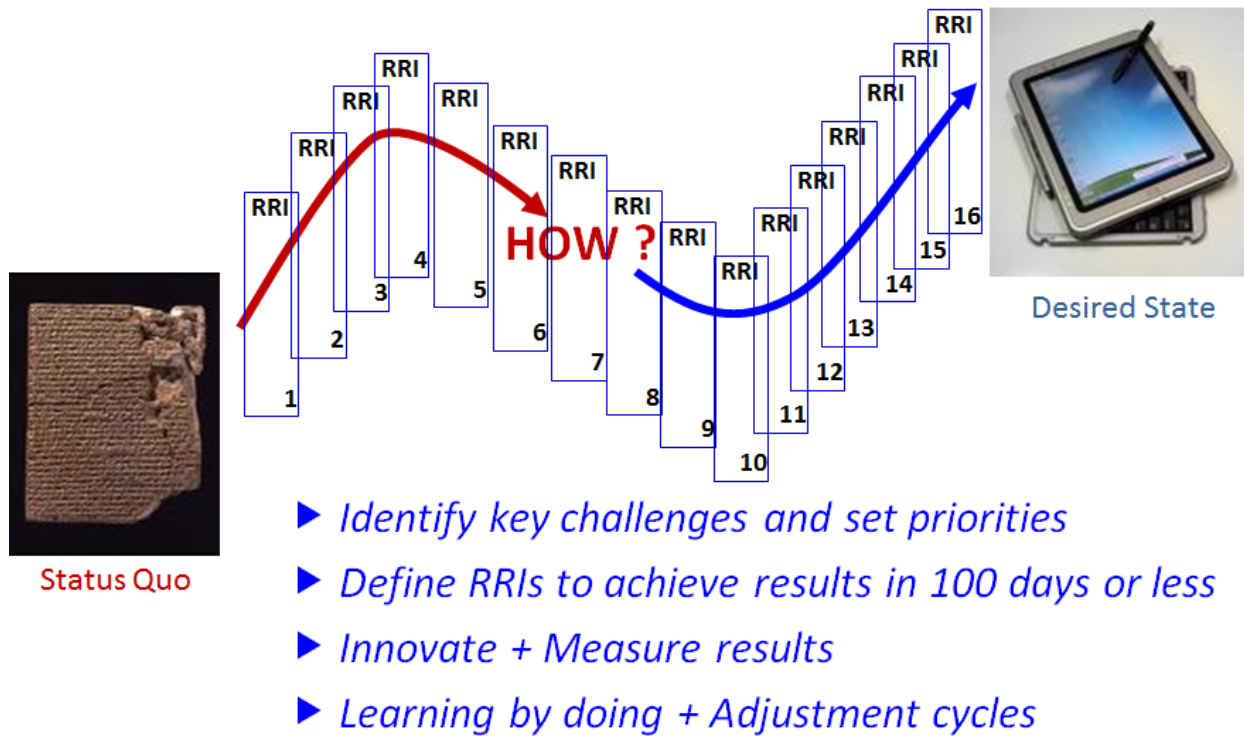 RRI
1
RRI
2
RRI
3
RRI
4
RRI
5
RRI
6
RRI
7
RRI
8
RRI
9
RRI
10
RRI
11
RRI
12
RRI
13
RRI
14
RRI
15
RRI
16
HOW ?
Status Quo
Desired State
Identify key challenges and set priorities
Define RRIs to achieve results in 100 days or less
Innovate + Measure results
Learning by doing + Adjustment cycles